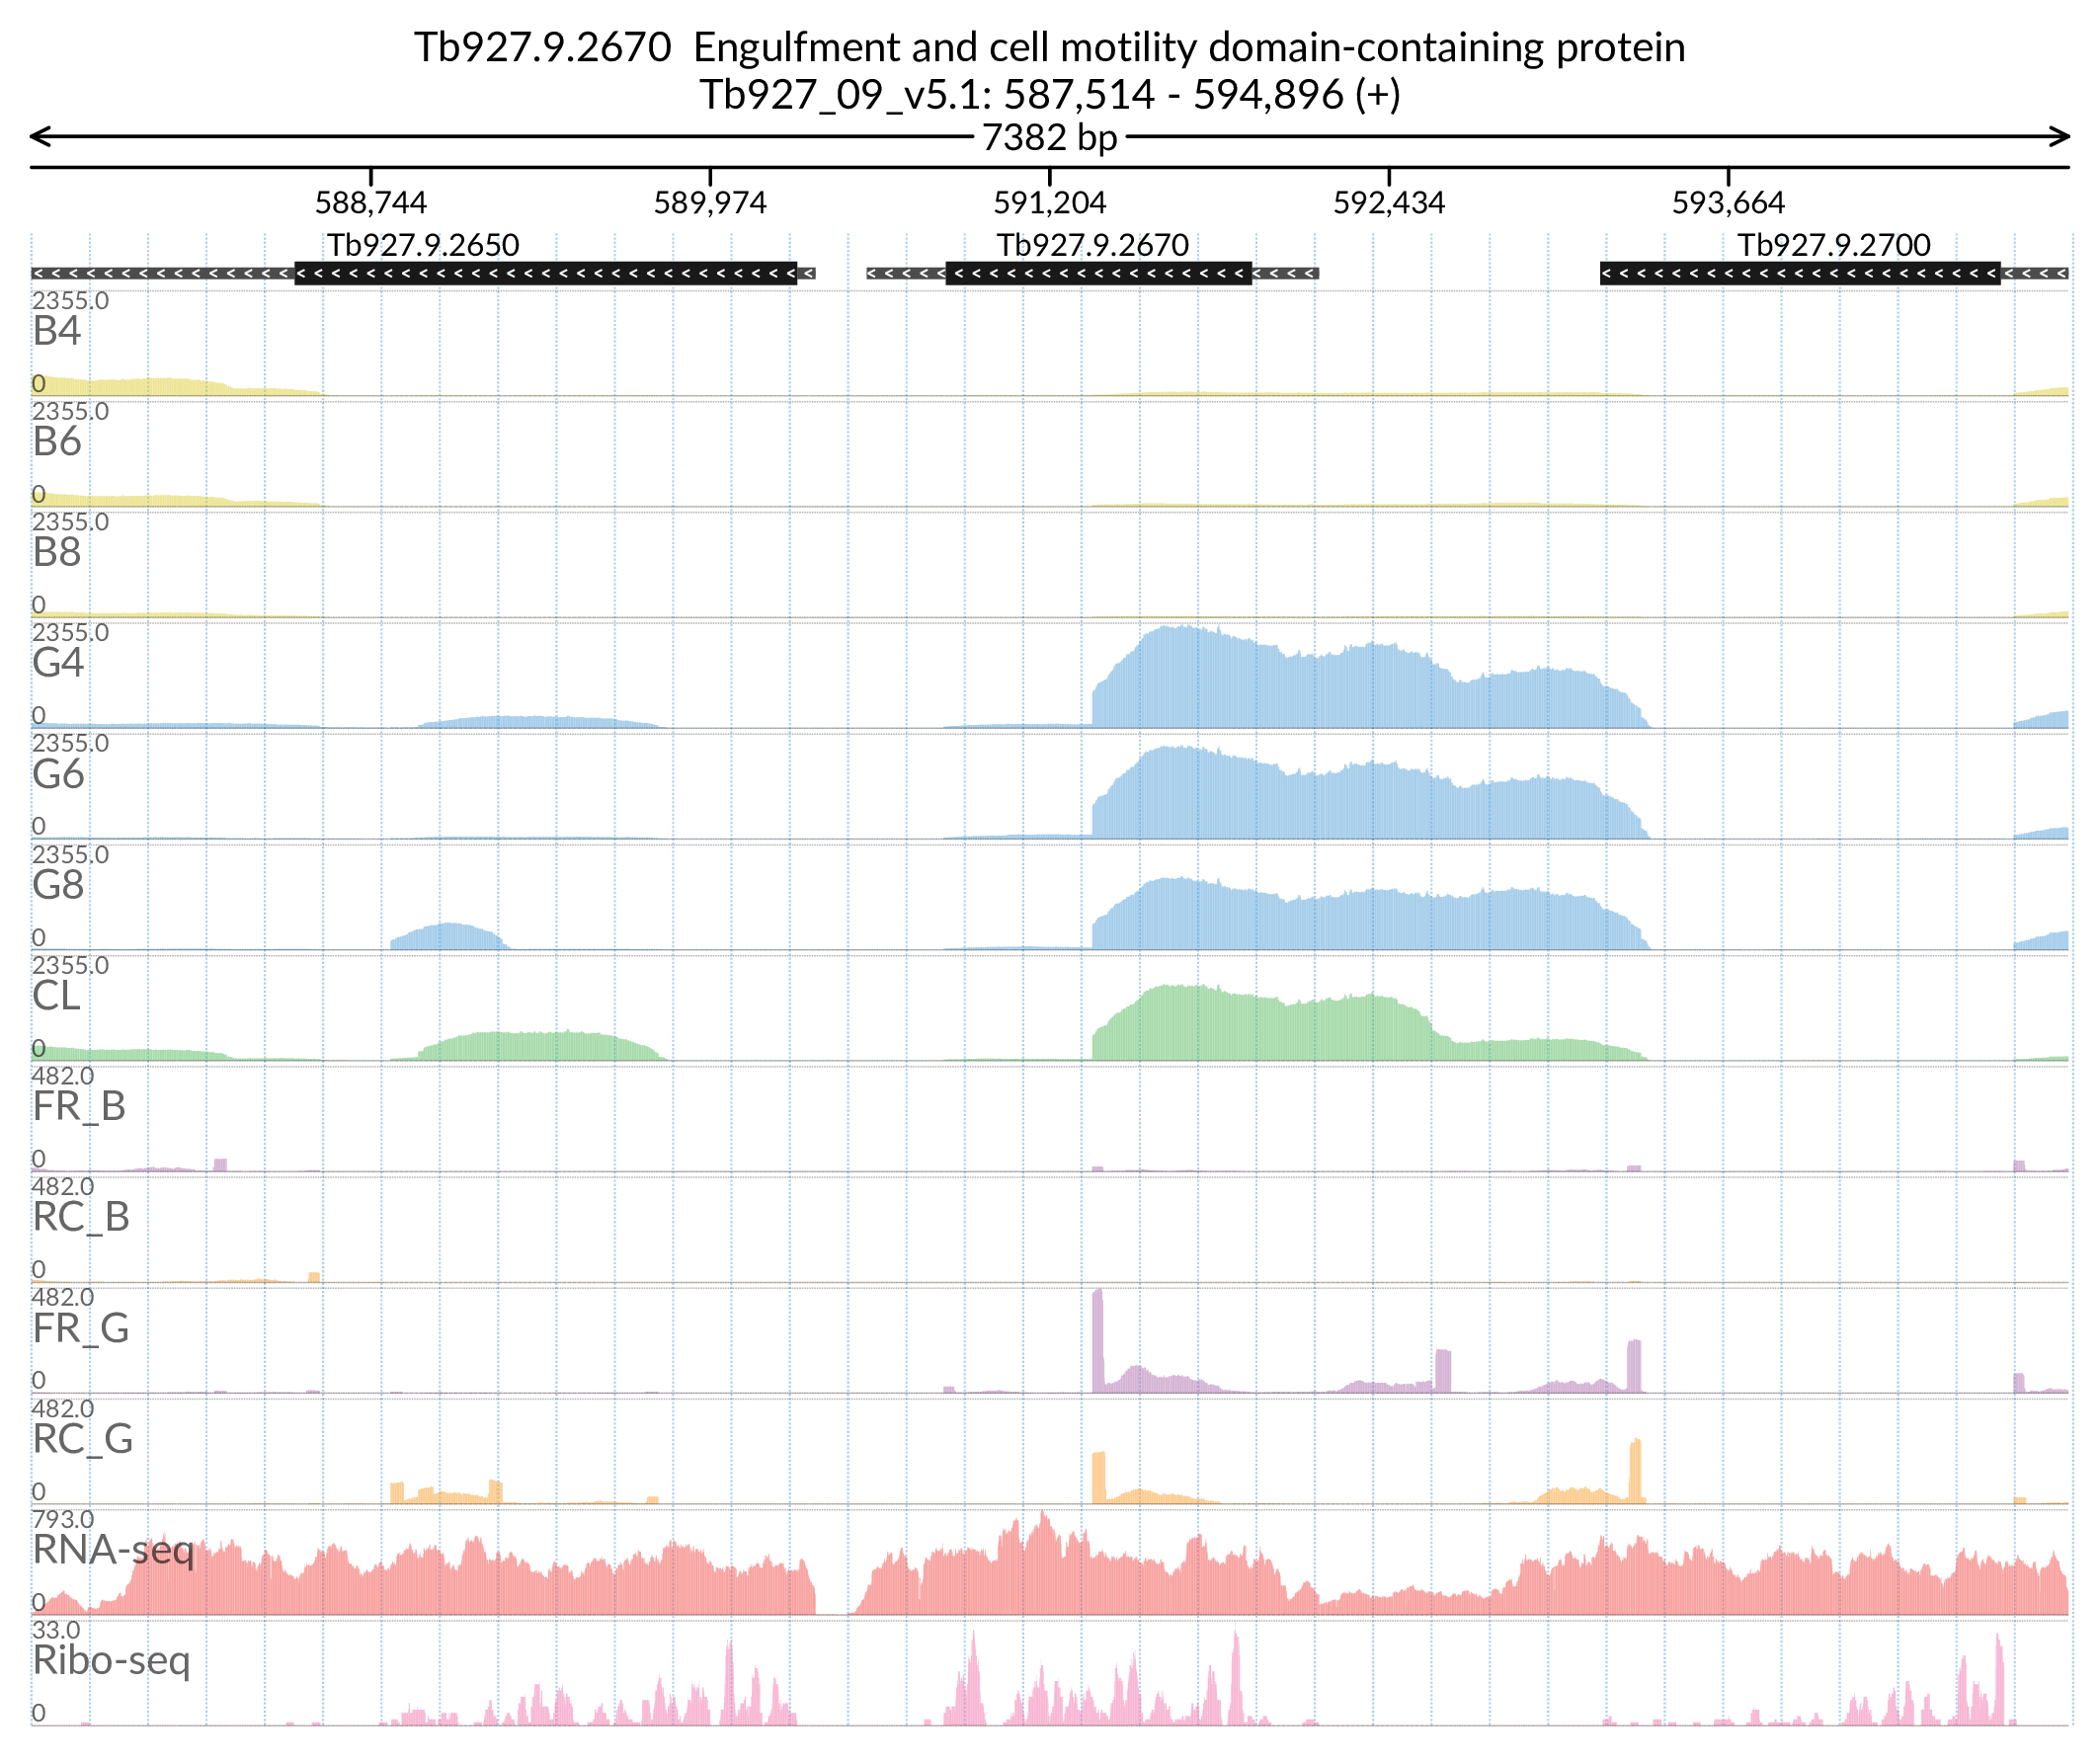 Tb927.9.2670  Engulfment and cell motility domain-containing protein
Tb927_09_v5.1: 587,514 - 594,896 (+)
7382 bp
588,744 589,974 591,204 592,434 593,664
Tb927.9.2650 Tb927.9.2670 Tb927.9.2700
2355.0
B4
0
2355.0
B6
0
2355.0
B8
0
2355.0
G4
0
2355.0
G6
0
2355.0
G8
0
2355.0
CL
0
482.0
FR_B
0
482.0
RC_B
0
482.0
FR_G
0
482.0
RC_G
0
793.0
RNA-seq
0
33.0
Ribo-seq
0